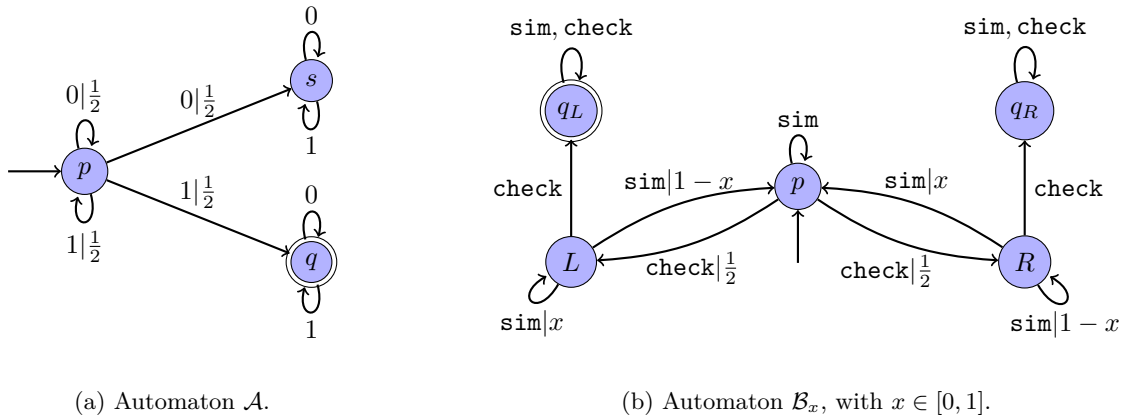 0
s
1
0|1/2
0|1/2
p
1|1/2
1|1/2
0
q
1
(a) Automaton 𝒜.
sim, check
q_L
check
sim|1 − x
L
sim|x
sim
p
check|1/2
check|1/2
sim|x
sim, check
q_R
check
R
sim|1 − x
(b) Automaton ℬ_x, with x ∈ [0, 1].